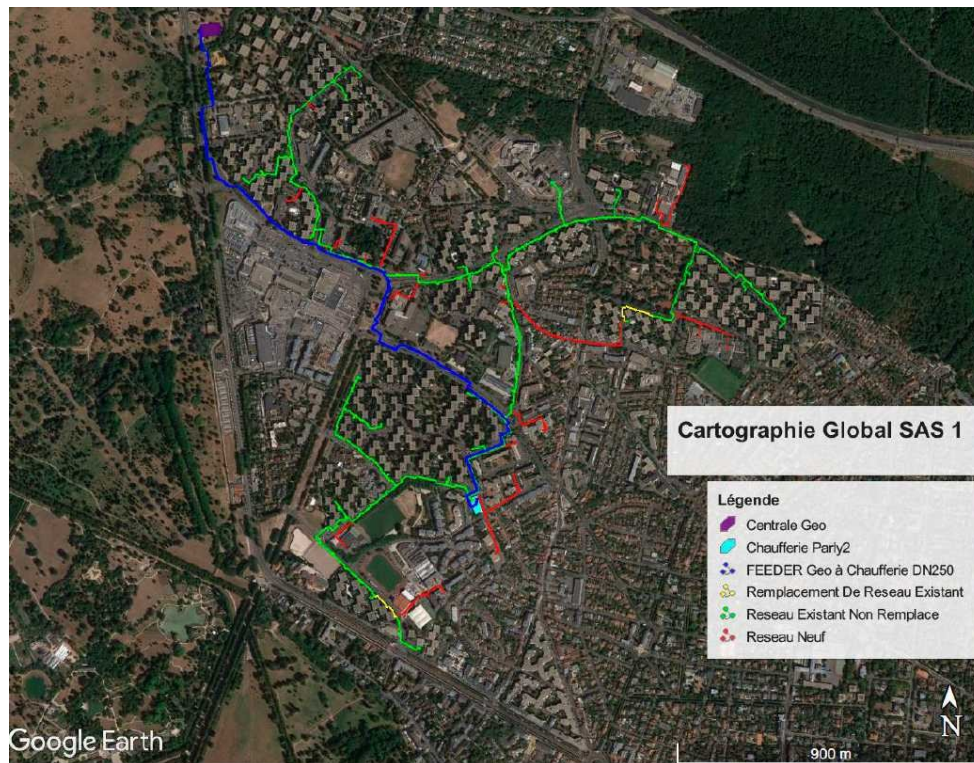 Cartographie Global SAS 1
Légende
Centrale Geo
Chaufferie Parly2
FEEDER Geo à Chaufferie DN250
Remplacement De Reseau Existant
Reseau Existant Non Remplace
Reseau Neuf
N
Google Earth
900 m